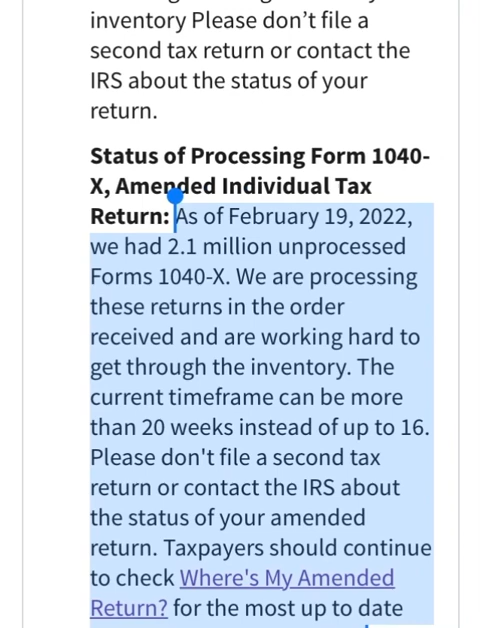 inventory Please don’t file a
second tax return or contact the
IRS about the status of your
return.
Status of Processing Form 1040-
X, Amended Individual Tax
Return: As of February 19, 2022,
we had 2.1 million unprocessed
Forms 1040-X. We are processing
these returns in the order
received and are working hard to
get through the inventory. The
current timeframe can be more
than 20 weeks instead of up to 16.
Please don't file a second tax
return or contact the IRS about
the status of your amended
return. Taxpayers should continue
to check Where's My Amended
Return? for the most up to date